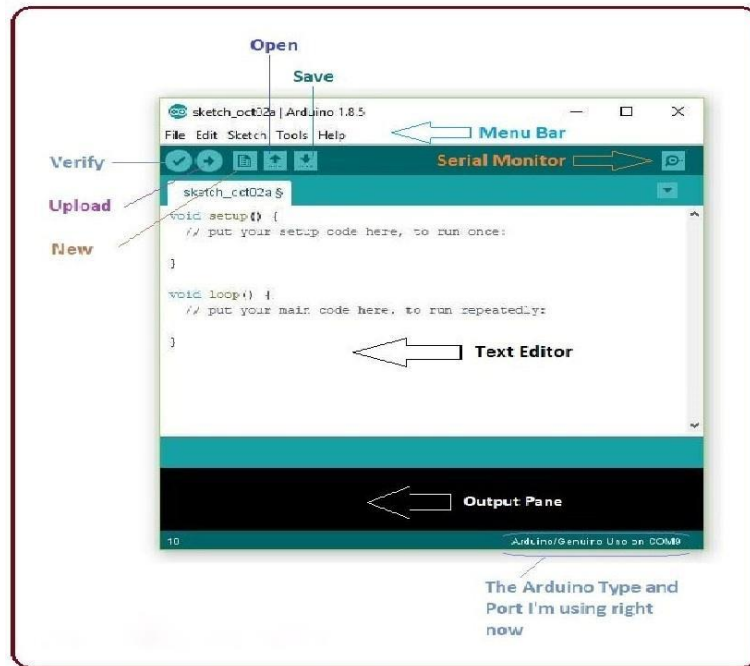 Open
Save
sketch_oct02a | Arduino 1.8.5
File Edit Sketch Tools Help
Menu Bar
Verify
Serial Monitor
Upload
sketch_oct02a §
New
void setup() {
// put your setup code here, to run once:
}
void loop() {
// put your main code here, to run repeatedly:
}
Text Editor
Output Pane
10
Arduino/Genuino Uno on COM9
The Arduino Type and
Port I'm using right
now